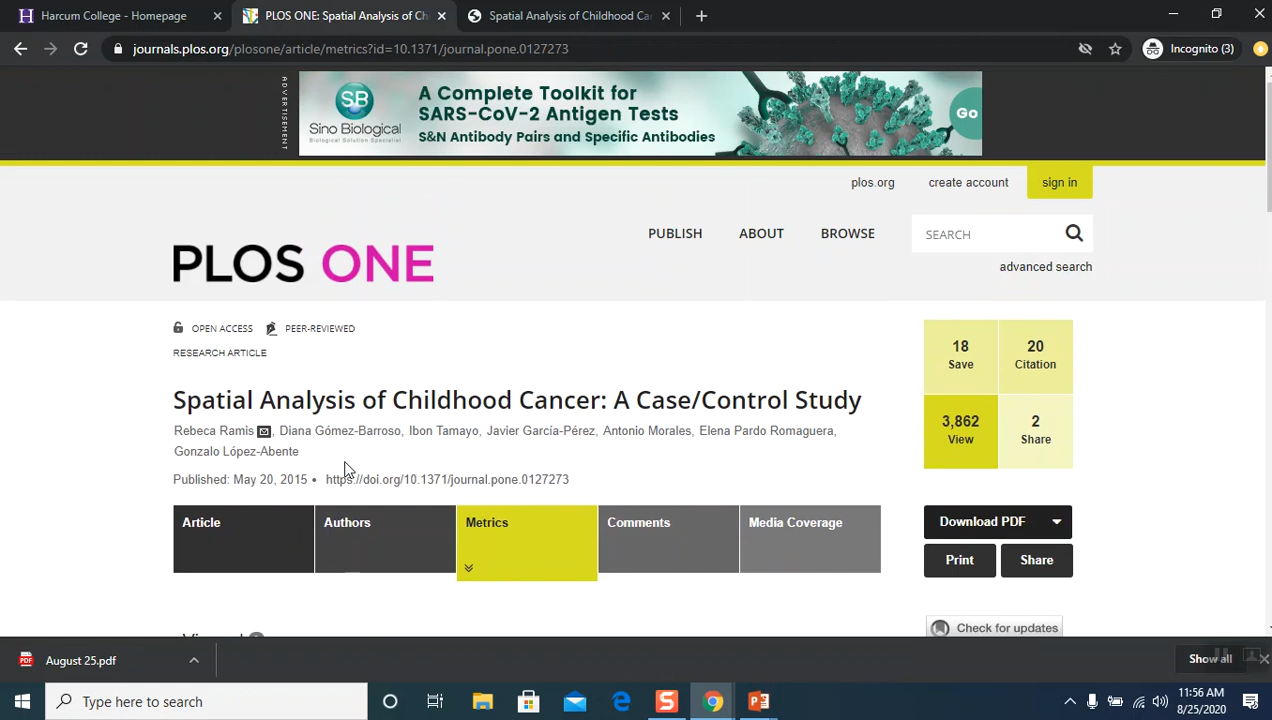 Harcum College - Homepage
PLOS ONE: Spatial Analysis of Chi
Spatial Analysis of Childhood Can
journals.plos.org/plosone/article/metrics?id=10.1371/journal.pone.0127273
Incognito (3)
ADVERTISEMENT
SB
Sino Biological
Biological Solution Specialist
A Complete Toolkit for
SARS-CoV-2 Antigen Tests
S&N Antibody Pairs and Specific Antibodies
Go
plos.org
create account
sign in
PLOS ONE
PUBLISH
ABOUT
BROWSE
SEARCH
advanced search
OPEN ACCESS
PEER-REVIEWED
RESEARCH ARTICLE
Spatial Analysis of Childhood Cancer: A Case/Control Study
Rebeca Ramis, Diana Gómez-Barroso, Ibon Tamayo, Javier García-Pérez, Antonio Morales, Elena Pardo Romaguera,
Gonzalo López-Abente
Published: May 20, 2015 • https://doi.org/10.1371/journal.pone.0127273
18
Save
20
Citation
3,862
View
2
Share
Article
Authors
Metrics
Comments
Media Coverage
Download PDF
Print
Share
Check for updates
PDF
August 25.pdf
Show all
Type here to search
S
P
11:56 AM
8/25/2020